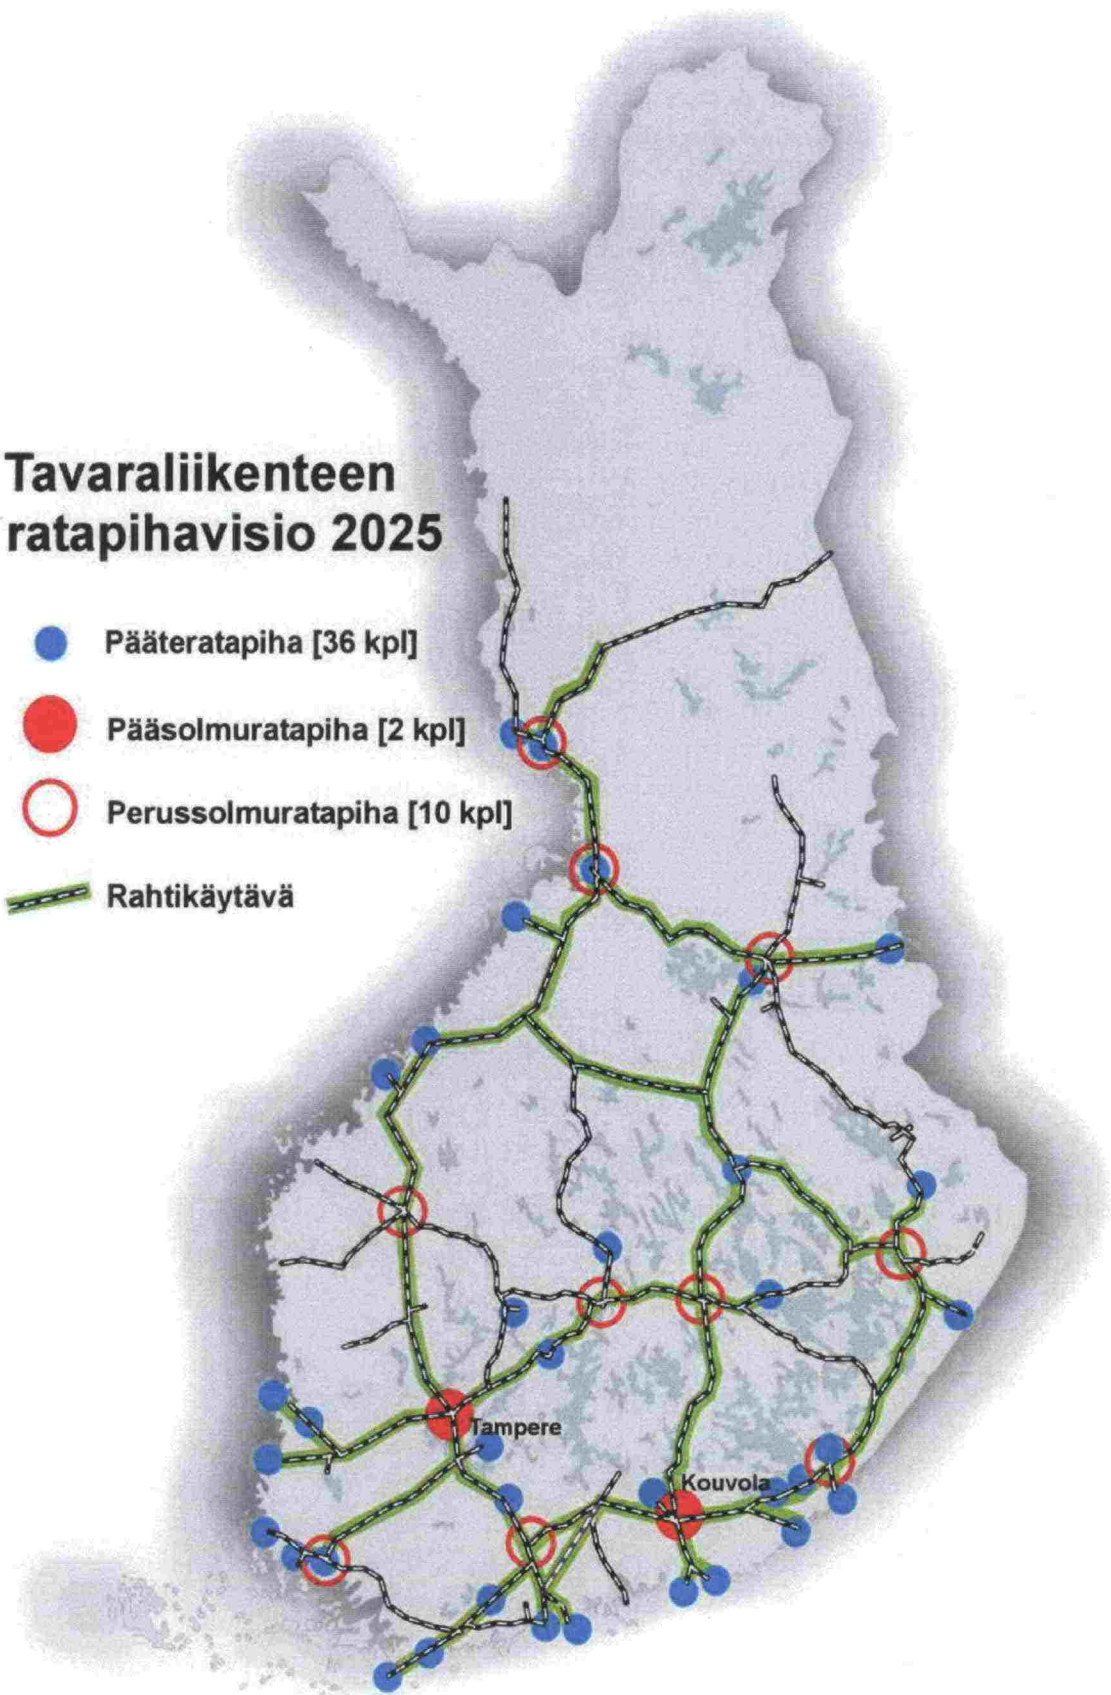 Tavaraliikenteen
ratapihavisio 2025
Pääteratapiha [36 kpl]
Pääsolmuratapiha [2 kpl]
Perussolmuratapiha [10 kpl]
Rahtikäytävä
Tampere
Kouvola